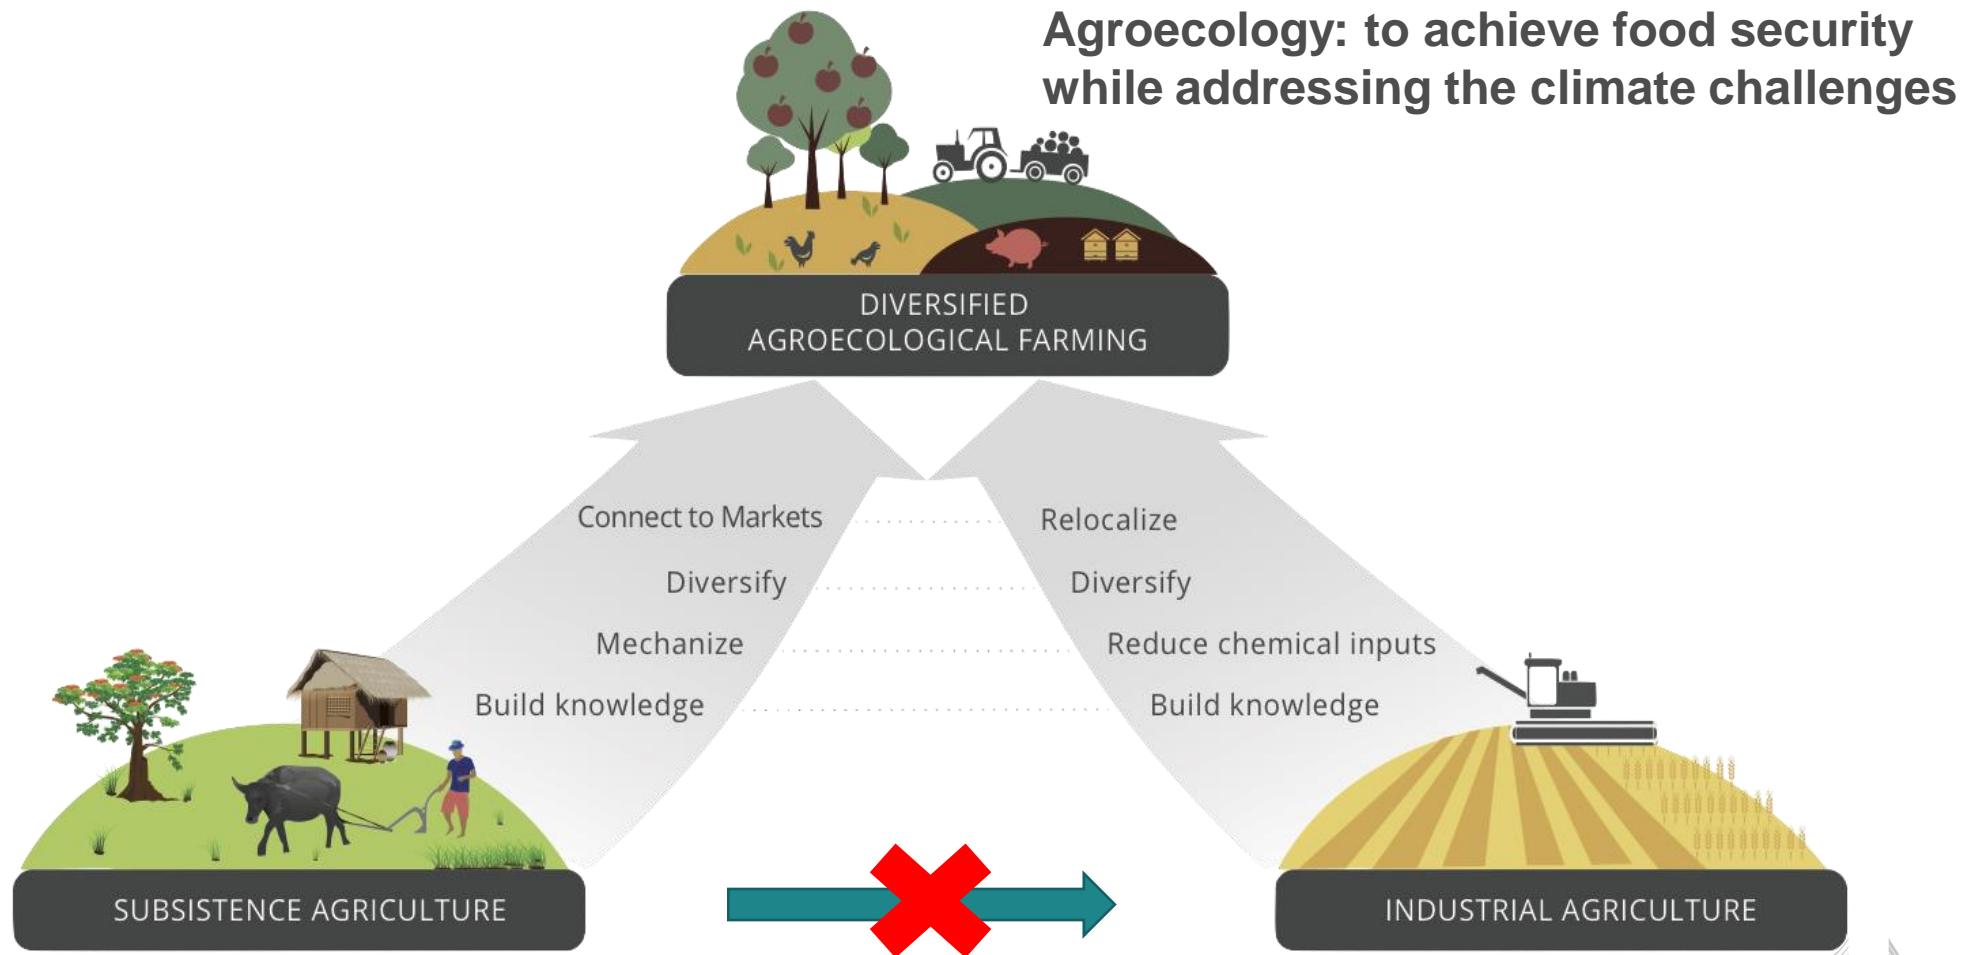 Agroecology: to achieve food security
while addressing the climate challenges
DIVERSIFIED
AGROECOLOGICAL FARMING
Connect to Markets
Relocalize
Diversify
Diversify
Mechanize
Reduce chemical inputs
Build knowledge
Build knowledge
SUBSISTENCE AGRICULTURE
INDUSTRIAL AGRICULTURE